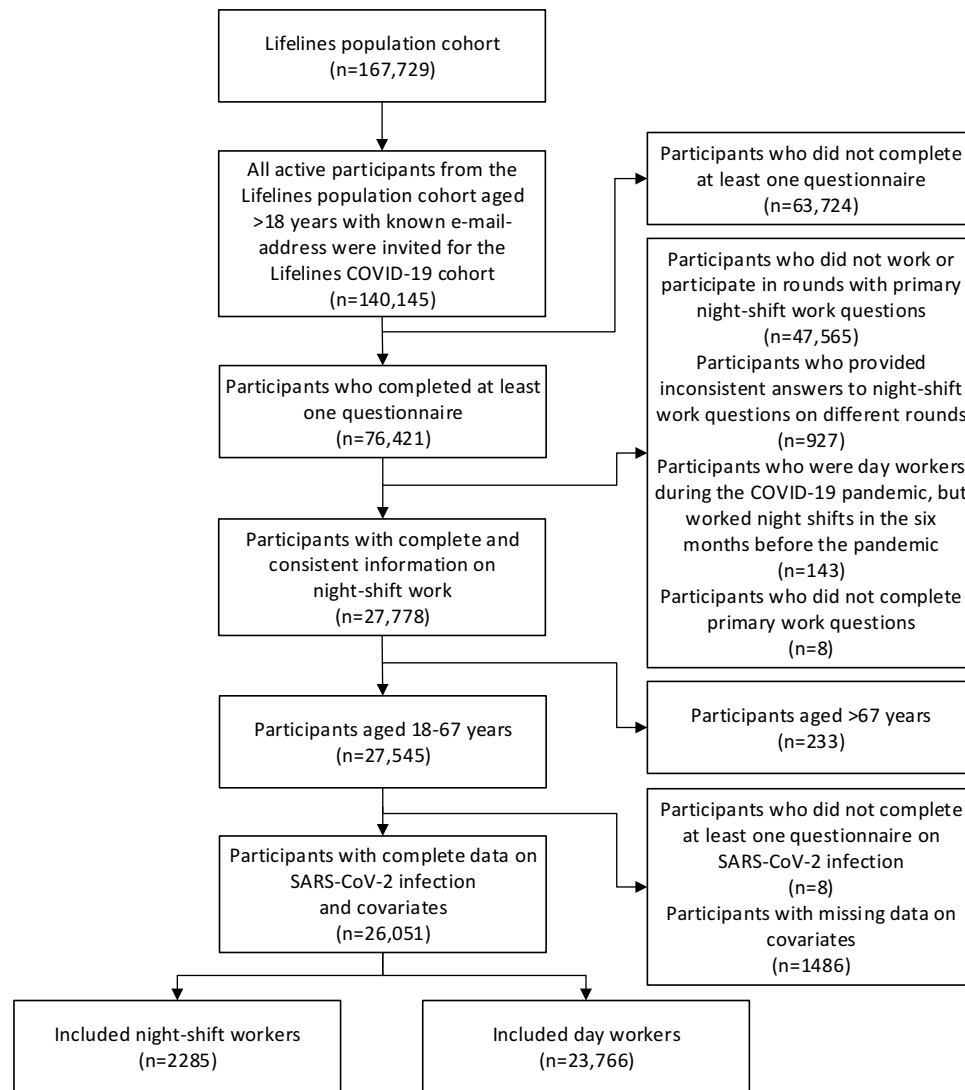 Lifelines population cohort
(n=167,729)
All active participants from the
Lifelines population cohort aged
>18 years with known e-mail-
address were invited for the
Lifelines COVID-19 cohort
(n=140,145)
Participants who did not complete
at least one questionnaire
(n=63,724)
Participants who completed at least
one questionnaire
(n=76,421)
Participants who did not work or
participate in rounds with primary
night-shift work questions
(n=47,565)
Participants who provided
inconsistent answers to night-shift
work questions on different rounds
(n=927)
Participants who were day workers
during the COVID-19 pandemic, but
worked night shifts in the six
months before the pandemic
(n=143)
Participants who did not complete
primary work questions
(n=8)
Participants with complete and
consistent information on
night-shift work
(n=27,778)
Participants aged >67 years
(n=233)
Participants aged 18-67 years
(n=27,545)
Participants who did not complete
at least one questionnaire on
SARS-CoV-2 infection
(n=8)
Participants with missing data on
covariates
(n=1486)
Participants with complete data on
SARS-CoV-2 infection
and covariates
(n=26,051)
Included night-shift workers
(n=2285)
Included day workers
(n=23,766)